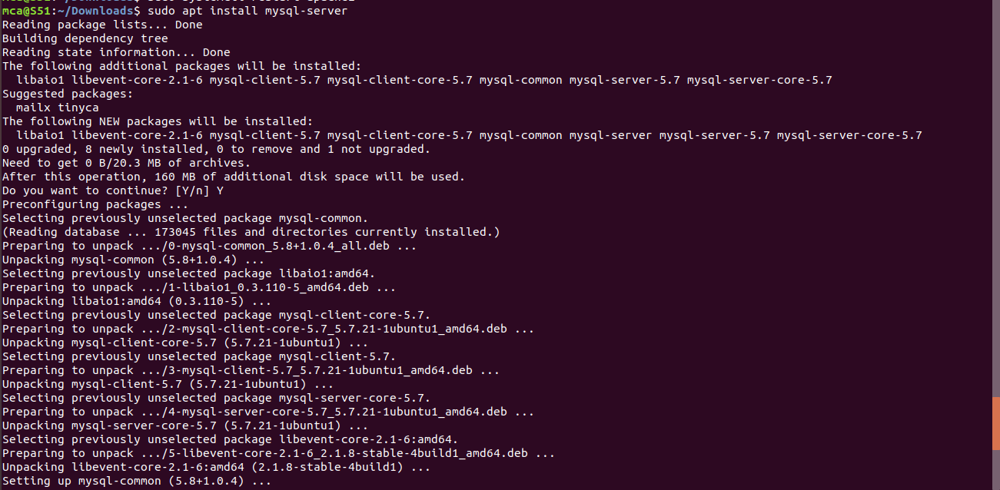 mca@S51:~/Downloads$ sudo apt install mysql-server
Reading package lists... Done
Building dependency tree
Reading state information... Done
The following additional packages will be installed:
  libaio1 libevent-core-2.1-6 mysql-client-5.7 mysql-client-core-5.7 mysql-common mysql-server-5.7 mysql-server-core-5.7
Suggested packages:
  mailx tinyca
The following NEW packages will be installed:
  libaio1 libevent-core-2.1-6 mysql-client-5.7 mysql-client-core-5.7 mysql-common mysql-server mysql-server-5.7 mysql-server-core-5.7
0 upgraded, 8 newly installed, 0 to remove and 1 not upgraded.
Need to get 0 B/20.3 MB of archives.
After this operation, 160 MB of additional disk space will be used.
Do you want to continue? [Y/n] Y
Preconfiguring packages ...
Selecting previously unselected package mysql-common.
(Reading database ... 173045 files and directories currently installed.)
Preparing to unpack .../0-mysql-common_5.8+1.0.4_all.deb ...
Unpacking mysql-common (5.8+1.0.4) ...
Selecting previously unselected package libaio1:amd64.
Preparing to unpack .../1-libaio1_0.3.110-5_amd64.deb ...
Unpacking libaio1:amd64 (0.3.110-5) ...
Selecting previously unselected package mysql-client-core-5.7.
Preparing to unpack .../2-mysql-client-core-5.7_5.7.21-1ubuntu1_amd64.deb ...
Unpacking mysql-client-core-5.7 (5.7.21-1ubuntu1) ...
Selecting previously unselected package mysql-client-5.7.
Preparing to unpack .../3-mysql-client-5.7_5.7.21-1ubuntu1_amd64.deb ...
Unpacking mysql-client-5.7 (5.7.21-1ubuntu1) ...
Selecting previously unselected package mysql-server-core-5.7.
Preparing to unpack .../4-mysql-server-core-5.7_5.7.21-1ubuntu1_amd64.deb ...
Unpacking mysql-server-core-5.7 (5.7.21-1ubuntu1) ...
Selecting previously unselected package libevent-core-2.1-6:amd64.
Preparing to unpack .../5-libevent-core-2.1-6_2.1.8-stable-4build1_amd64.deb ...
Unpacking libevent-core-2.1-6:amd64 (2.1.8-stable-4build1) ...
Setting up mysql-common (5.8+1.0.4) ...